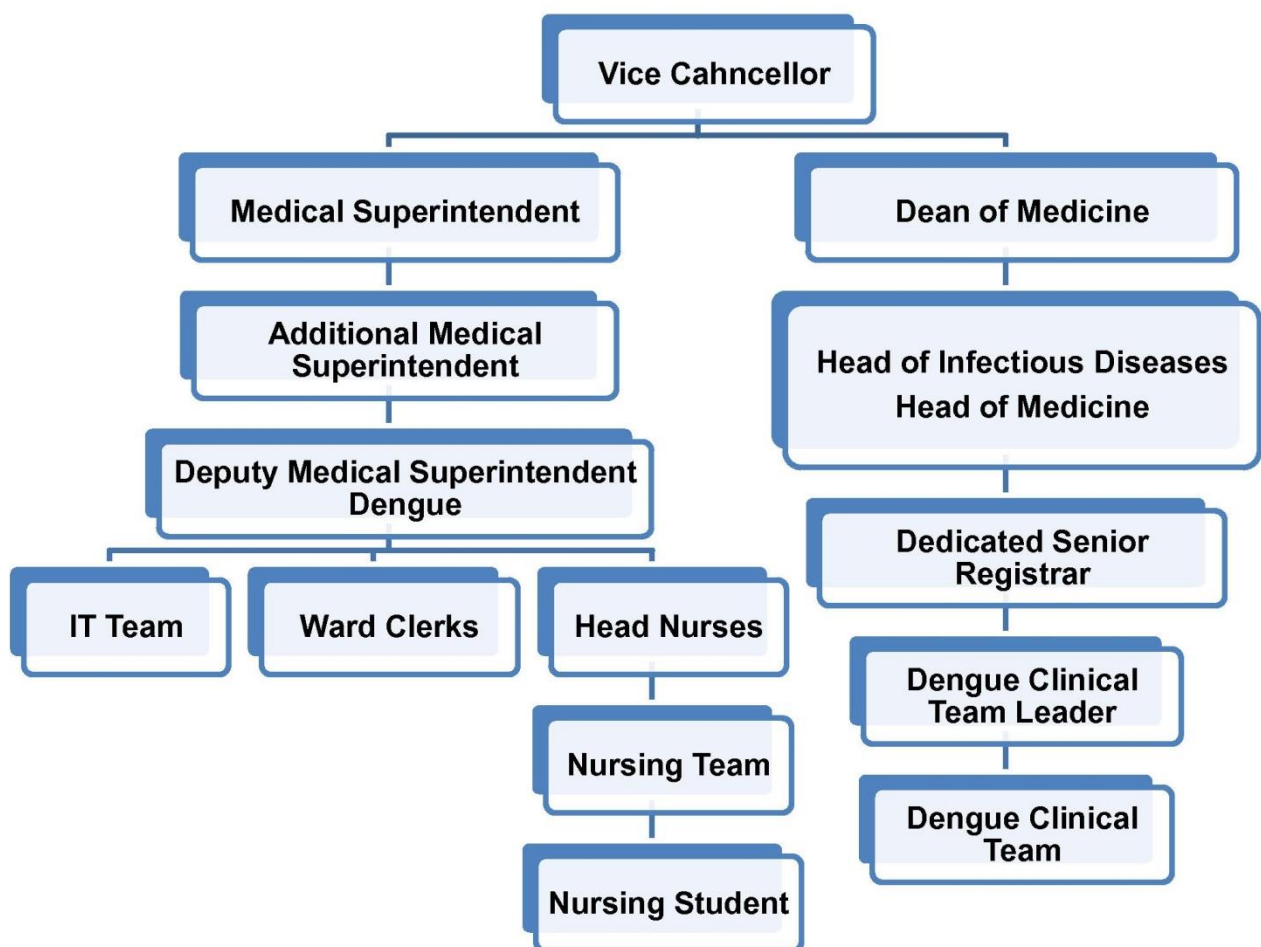 Vice Cahncellor
Medical Superintendent
Dean of Medicine
Additional Medical
Superintendent
Head of Infectious Diseases
Head of Medicine
Deputy Medical Superintendent
Dengue
Dedicated Senior
Registrar
IT Team
Ward Clerks
Head Nurses
Dengue Clinical
Team Leader
Nursing Team
Dengue Clinical
Team
Nursing Student